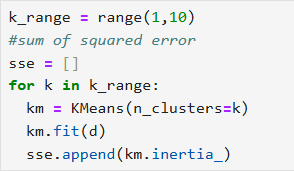 k_range = range(1,10)
#sum of squared error
sse = []
for k in k_range:
  km = KMeans(n_clusters=k)
  km.fit(d)
  sse.append(km.inertia_)